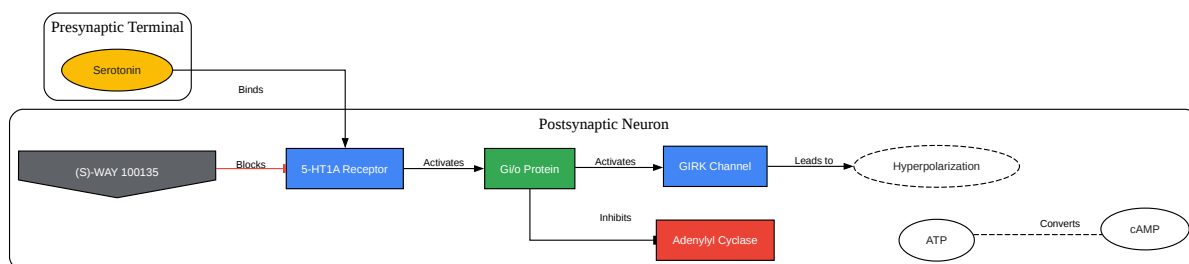 Presynaptic Terminal
Serotonin
Binds
Postsynaptic Neuron
(S)-WAY 100135
Blocks
5-HT1A Receptor
Activates
Gi/o Protein
Activates
GIRK Channel
Leads to
Hyperpolarization
Inhibits
Adenylyl Cyclase
ATP
Converts
cAMP